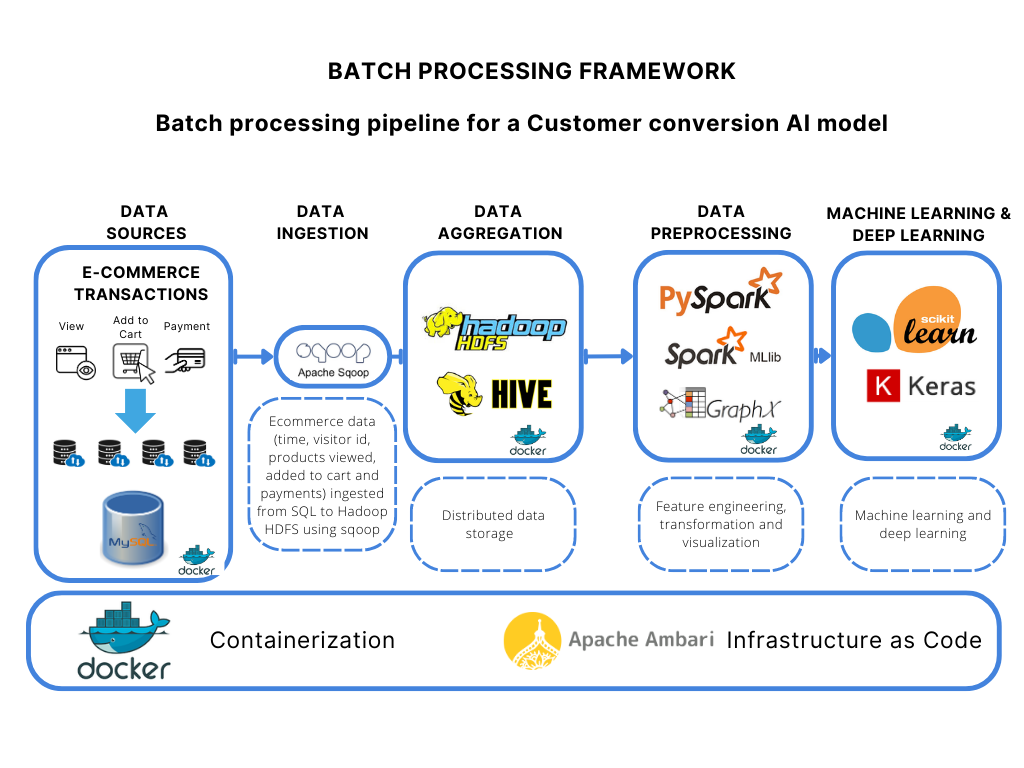 BATCH PROCESSING FRAMEWORK
Batch processing pipeline for a Customer conversion AI model
DATA
SOURCES
E-COMMERCE
TRANSACTIONS
View
Add to
Cart
Payment
MySQL
docker
DATA
INGESTION
sqoop
Apache Sqoop
Ecommerce data
(time, visitor id,
products viewed,
added to cart and
payments) ingested
from SQL to Hadoop
HDFS using sqoop
DATA
AGGREGATION
hadoop
HDFS
HIVE
docker
Distributed data
storage
DATA
PREPROCESSING
PySpark
Spark MLlib
GraphX
docker
Feature engineering,
transformation and
visualization
MACHINE LEARNING &
DEEP LEARNING
scikit
learn
K Keras
docker
Machine learning and
deep learning
docker
Containerization
Apache Ambari
Infrastructure as Code